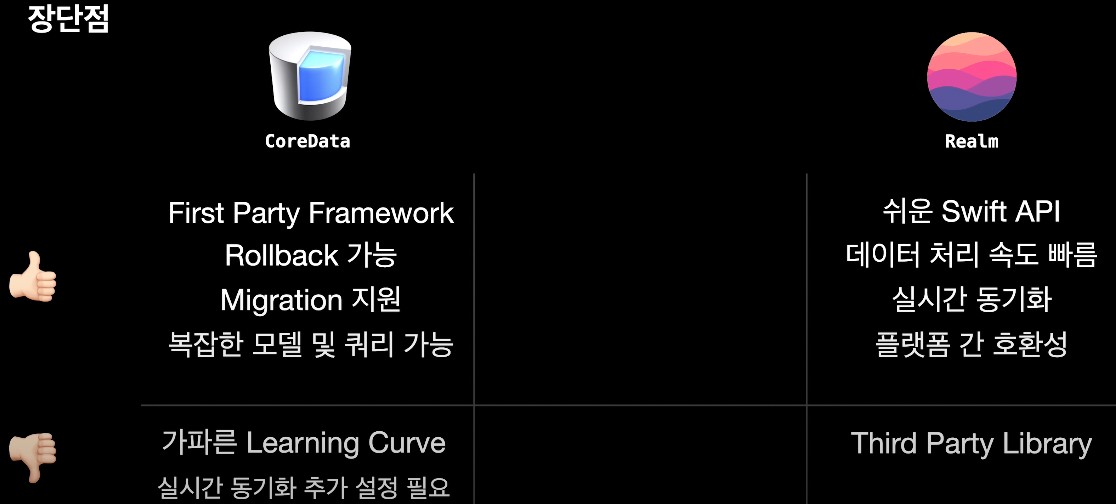 장단점
CoreData
Realm
First Party Framework
Rollback 가능
Migration 지원
복잡한 모델 및 쿼리 가능
쉬운 Swift API
데이터 처리 속도 빠름
실시간 동기화
플랫폼 간 호환성
가파른 Learning Curve
실시간 동기화 추가 설정 필요
Third Party Library